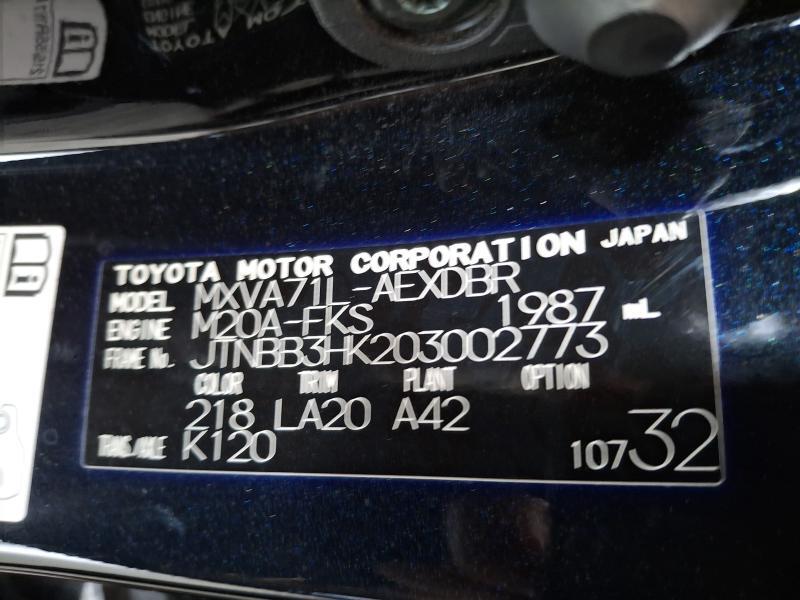 TOYOTA MOTOR CORPORATION JAPAN
MODEL MXVA71L-AEXDBR
ENGINE M20A-FKS 1987 mL
FRAME No. JTNBB3HK203002773
COLOR TRIM PLANT OPTION
218 LA20 A42
TRANS/AXLE K120
10732